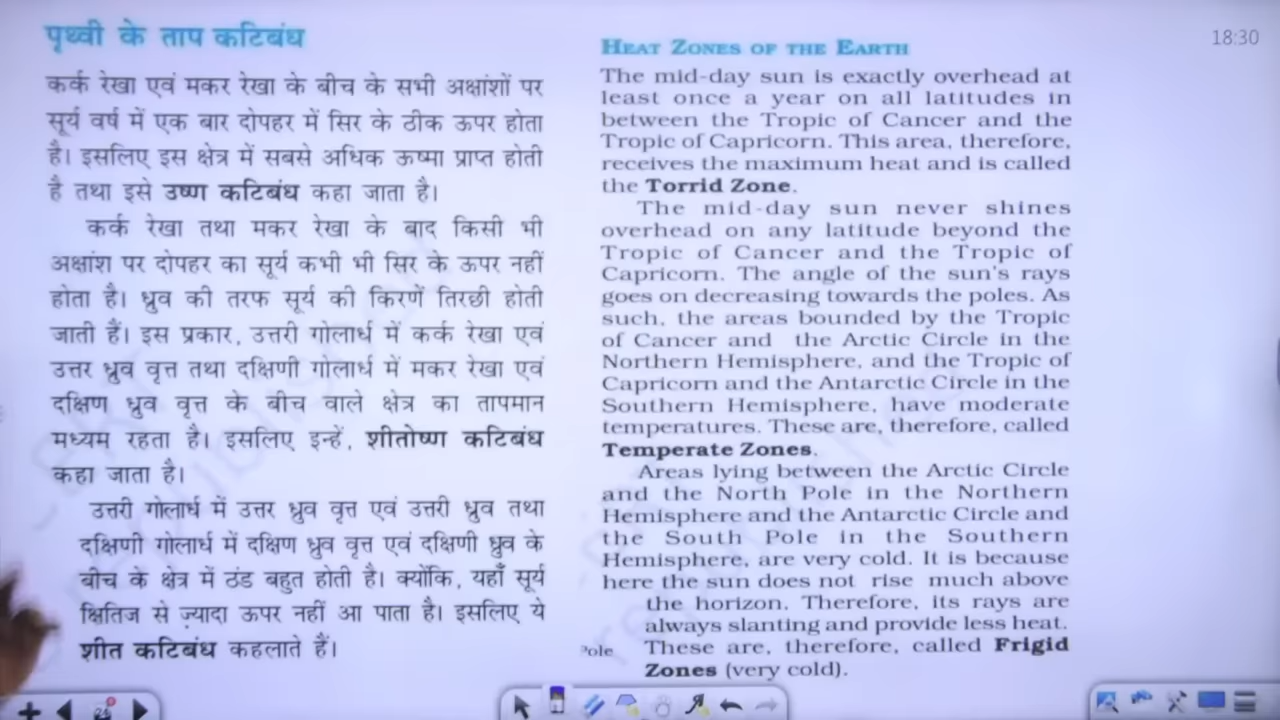 पृथ्वी के ताप कटिबंध
कर्क रेखा एवं मकर रेखा के बीच के सभी अक्षांशों पर
सूर्य वर्ष में एक बार दोपहर में सिर के ठीक ऊपर होता
है। इसलिए इस क्षेत्र में सबसे अधिक ऊष्मा प्राप्त होती
है तथा इसे उष्ण कटिबंध कहा जाता है।
कर्क रेखा तथा मकर रेखा के बाद किसी भी
अक्षांश पर दोपहर का सूर्य कभी भी सिर के ऊपर नहीं
होता है। ध्रुव की तरफ सूर्य की किरणें तिरछी होती
जाती हैं। इस प्रकार, उत्तरी गोलार्ध में कर्क रेखा एवं
उत्तर ध्रुव वृत्त तथा दक्षिणी गोलार्ध में मकर रेखा एवं
दक्षिण ध्रुव वृत्त के बीच वाले क्षेत्र का तापमान
मध्यम रहता है। इसलिए इन्हें, शीतोष्ण कटिबंध
कहा जाता है।
उत्तरी गोलार्ध में उत्तर ध्रुव वृत्त एवं उत्तरी ध्रुव तथा
दक्षिणी गोलार्ध में दक्षिण ध्रुव वृत्त एवं दक्षिणी ध्रुव के
बीच के क्षेत्र में ठंड बहुत होती है। क्योंकि, यहाँ सूर्य
क्षितिज से ज़्यादा ऊपर नहीं आ पाता है। इसलिए ये
शीत कटिबंध कहलाते हैं।
HEAT ZONES OF THE EARTH
The mid-day sun is exactly overhead at
least once a year on all latitudes in
between the Tropic of Cancer and the
Tropic of Capricorn. This area, therefore,
receives the maximum heat and is called
the Torrid Zone.
The mid-day sun never shines
overhead on any latitude beyond the
Tropic of Cancer and the Tropic of
Capricorn. The angle of the sun's rays
goes on decreasing towards the poles. As
such, the areas bounded by the Tropic
of Cancer and the Arctic Circle in the
Northern Hemisphere, and the Tropic of
Capricorn and the Antarctic Circle in the
Southern Hemisphere, have moderate
temperatures. These are, therefore, called
Temperate Zones.
Areas lying between the Arctic Circle
and the North Pole in the Northern
Hemisphere and the Antarctic Circle and
the South Pole in the Southern
Hemisphere, are very cold. It is because
here the sun does not rise much above
the horizon. Therefore, its rays are
always slanting and provide less heat.
These are, therefore, called Frigid
Zones (very cold).
Pole
18:30